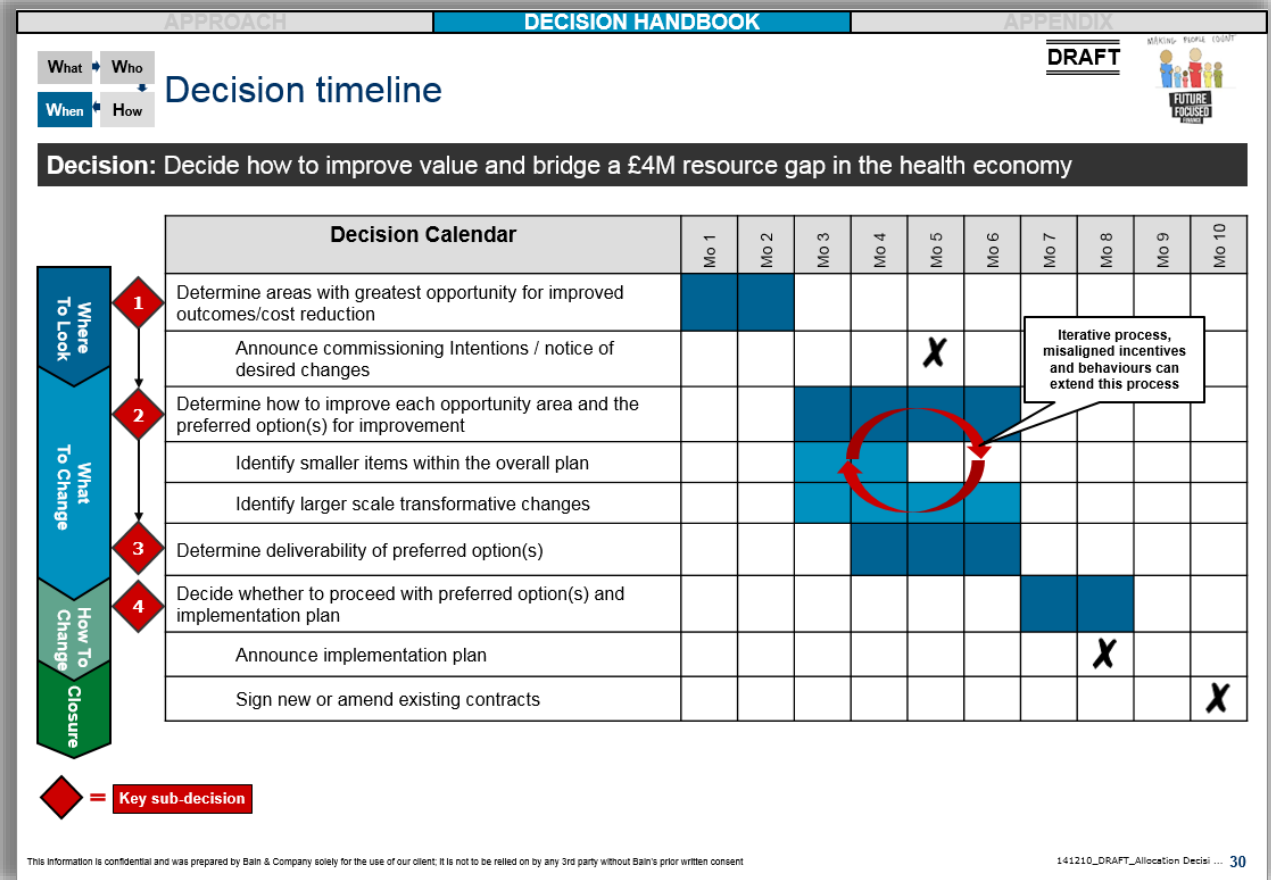 APPROACH
DECISION HANDBOOK
APPENDIX
What
Who
When
How
Decision timeline
DRAFT
MAKING PEOPLE COUNT
FUTURE
FOCUSED
FINANCE
Decision: Decide how to improve value and bridge a £4M resource gap in the health economy
Decision Calendar
Mo 1
Mo 2
Mo 3
Mo 4
Mo 5
Mo 6
Mo 7
Mo 8
Mo 9
Mo 10
Where
To Look
1
Determine areas with greatest opportunity for improved
outcomes/cost reduction
Announce commissioning Intentions / notice of
desired changes
✗
Iterative process,
misaligned incentives
and behaviours can
extend this process
What
To Change
2
Determine how to improve each opportunity area and the
preferred option(s) for improvement
Identify smaller items within the overall plan
Identify larger scale transformative changes
3
Determine deliverability of preferred option(s)
How To
Change
4
Decide whether to proceed with preferred option(s) and
implementation plan
Announce implementation plan
✗
Closure
Sign new or amend existing contracts
✗
= Key sub-decision
This information is confidential and was prepared by Bain & Company solely for the use of our client; it is not to be relied on by any 3rd party without Bain's prior written consent
141210_DRAFT_Allocation Decisi ... 30